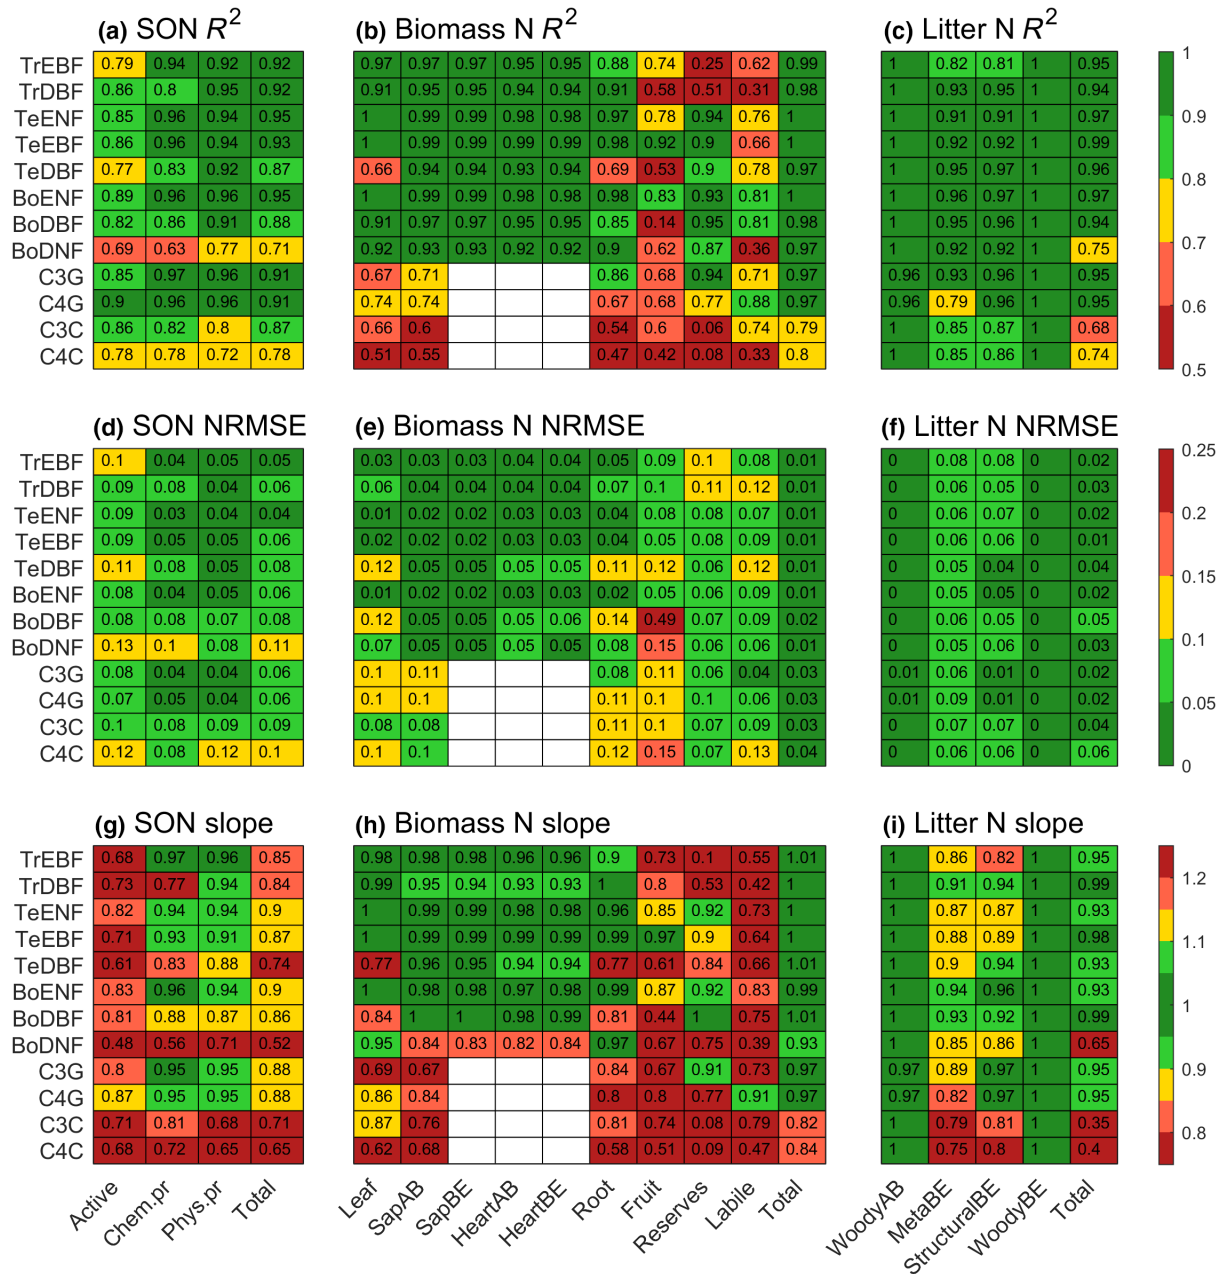 (a) SON R² (b) Biomass N R² (c) Litter N R²
TrEBF 0.79 0.94 0.92 0.92 0.97 0.97 0.97 0.95 0.95 0.88 0.74 0.25 0.62 0.99 1 0.82 0.81 1 0.95 1
TrDBF 0.86 0.8 0.95 0.92 0.91 0.95 0.95 0.94 0.94 0.91 0.58 0.51 0.31 0.98 1 0.93 0.95 1 0.94
TeENF 0.85 0.96 0.94 0.95 1 0.99 0.99 0.98 0.98 0.97 0.78 0.94 0.76 1 1 0.91 0.91 1 0.97 0.9
TeEBF 0.86 0.96 0.94 0.93 1 0.99 0.99 0.98 0.98 0.98 0.92 0.9 0.66 1 1 0.92 0.92 1 0.99
TeDBF 0.77 0.83 0.92 0.87 0.66 0.94 0.94 0.93 0.94 0.69 0.53 0.9 0.78 0.97 1 0.95 0.97 1 0.96 0.8
BoENF 0.89 0.96 0.96 0.95 1 0.99 0.99 0.98 0.98 0.98 0.83 0.93 0.81 1 1 0.96 0.97 1 0.97
BoDBF 0.82 0.86 0.91 0.88 0.91 0.97 0.97 0.95 0.95 0.85 0.14 0.95 0.81 0.98 1 0.95 0.96 1 0.94
BoDNF 0.69 0.63 0.77 0.71 0.92 0.93 0.93 0.92 0.92 0.9 0.62 0.87 0.36 0.97 1 0.92 0.92 1 0.75 0.7
C3G 0.85 0.97 0.96 0.91 0.67 0.71 0.86 0.68 0.94 0.71 0.97 0.96 0.93 0.96 1 0.95
C4G 0.9 0.96 0.96 0.91 0.74 0.74 0.67 0.68 0.77 0.88 0.97 0.96 0.79 0.96 1 0.95 0.6
C3C 0.86 0.82 0.8 0.87 0.66 0.6 0.54 0.6 0.06 0.74 0.79 1 0.85 0.87 1 0.68
C4C 0.78 0.78 0.72 0.78 0.51 0.55 0.47 0.42 0.08 0.33 0.8 1 0.85 0.86 1 0.74 0.5
(d) SON NRMSE (e) Biomass N NRMSE (f) Litter N NRMSE
TrEBF 0.1 0.04 0.05 0.05 0.03 0.03 0.03 0.04 0.04 0.05 0.09 0.1 0.08 0.01 0 0.08 0.08 0 0.02 0.25
TrDBF 0.09 0.08 0.04 0.06 0.06 0.04 0.04 0.04 0.04 0.07 0.1 0.11 0.12 0.01 0 0.06 0.05 0 0.03
TeENF 0.09 0.03 0.04 0.04 0.01 0.02 0.02 0.03 0.03 0.04 0.08 0.08 0.07 0.01 0 0.06 0.07 0 0.02 0.2
TeEBF 0.09 0.05 0.05 0.06 0.02 0.02 0.02 0.03 0.03 0.04 0.05 0.08 0.09 0.01 0 0.06 0.06 0 0.01
TeDBF 0.11 0.08 0.05 0.08 0.12 0.05 0.05 0.05 0.05 0.11 0.12 0.06 0.12 0.01 0 0.05 0.04 0 0.04 0.15
BoENF 0.08 0.04 0.05 0.06 0.01 0.02 0.02 0.03 0.03 0.02 0.05 0.06 0.09 0.01 0 0.05 0.04 0 0.02
BoDBF 0.08 0.08 0.07 0.08 0.12 0.05 0.05 0.05 0.06 0.14 0.49 0.07 0.09 0.02 0 0.06 0.05 0 0.05
BoDNF 0.13 0.1 0.08 0.11 0.07 0.05 0.05 0.05 0.05 0.08 0.15 0.06 0.06 0.01 0 0.05 0.06 0 0.03 0.1
C3G 0.08 0.04 0.04 0.06 0.1 0.11 0.08 0.11 0.04 0.04 0.03 0.01 0.06 0.01 0 0.02
C4G 0.07 0.05 0.04 0.06 0.1 0.1 0.11 0.1 0.1 0.06 0.03 0.01 0.09 0.01 0 0.02 0.05
C3C 0.1 0.08 0.09 0.09 0.08 0.08 0.11 0.1 0.07 0.09 0.03 0 0.07 0.07 0 0.04
C4C 0.12 0.08 0.12 0.1 0.1 0.1 0.12 0.15 0.07 0.13 0.04 0 0.06 0.06 0 0.06 0
(g) SON slope (h) Biomass N slope (i) Litter N slope
TrEBF 0.68 0.97 0.96 0.85 0.98 0.98 0.98 0.96 0.96 0.9 0.73 0.1 0.55 1.01 1 0.86 0.82 1 0.95
TrDBF 0.73 0.77 0.94 0.84 0.99 0.95 0.94 0.93 0.93 1 0.8 0.53 0.42 1 1 0.91 0.94 1 0.99 1.2
TeENF 0.82 0.94 0.94 0.9 1 0.99 0.99 0.98 0.98 0.96 0.85 0.92 0.73 1 1 0.87 0.87 1 0.93
TeEBF 0.71 0.93 0.91 0.87 1 0.99 0.99 0.99 0.99 0.99 0.97 0.9 0.64 1 1 0.88 0.89 1 0.98 1.1
TeDBF 0.61 0.83 0.88 0.74 0.77 0.96 0.95 0.94 0.94 0.77 0.61 0.84 0.66 1.01 1 0.9 0.94 1 0.93
BoENF 0.83 0.96 0.94 0.9 1 0.98 0.98 0.97 0.98 0.99 0.87 0.92 0.83 0.99 1 0.94 0.96 1 0.93
BoDBF 0.81 0.88 0.87 0.86 0.84 1 1 0.98 0.99 0.81 0.44 1 0.75 1.01 1 0.93 0.92 1 0.99 1
BoDNF 0.48 0.56 0.71 0.52 0.95 0.84 0.83 0.82 0.84 0.97 0.67 0.75 0.39 0.93 1 0.85 0.86 1 0.65
C3G 0.8 0.95 0.95 0.88 0.69 0.67 0.84 0.67 0.91 0.73 0.97 0.97 0.89 0.97 1 0.95 0.9
C4G 0.87 0.95 0.95 0.88 0.86 0.84 0.8 0.8 0.77 0.91 0.97 0.97 0.82 0.97 1 0.95
C3C 0.71 0.81 0.68 0.71 0.87 0.76 0.81 0.74 0.08 0.79 0.82 1 0.79 0.81 1 0.35 0.8
C4C 0.68 0.72 0.65 0.65 0.62 0.68 0.58 0.51 0.09 0.47 0.84 1 0.75 0.8 1 0.4
Active Chem.pr Phys.pr Total Leaf SapAB SapBE HeartAB HeartBE Root Fruit Reserves Labile Total WoodyAB MetaBE StructuralBE WoodyBE Total